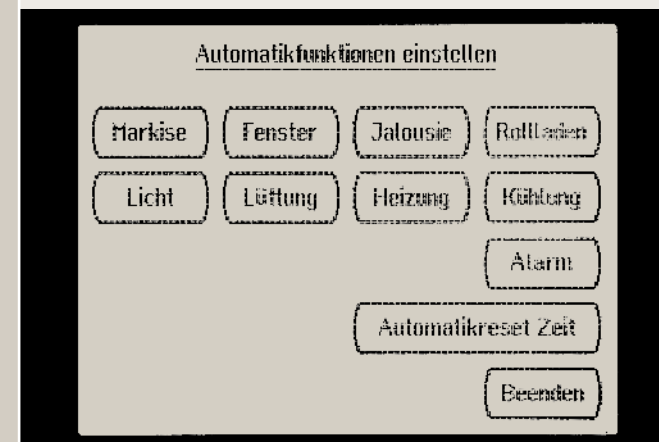 Automatikfunktionen einstellen
Markise Fenster Jalousie Rollladen
Licht Lüftung Heizung Kühlung
Alarm
Automatikreset Zeit
Beenden